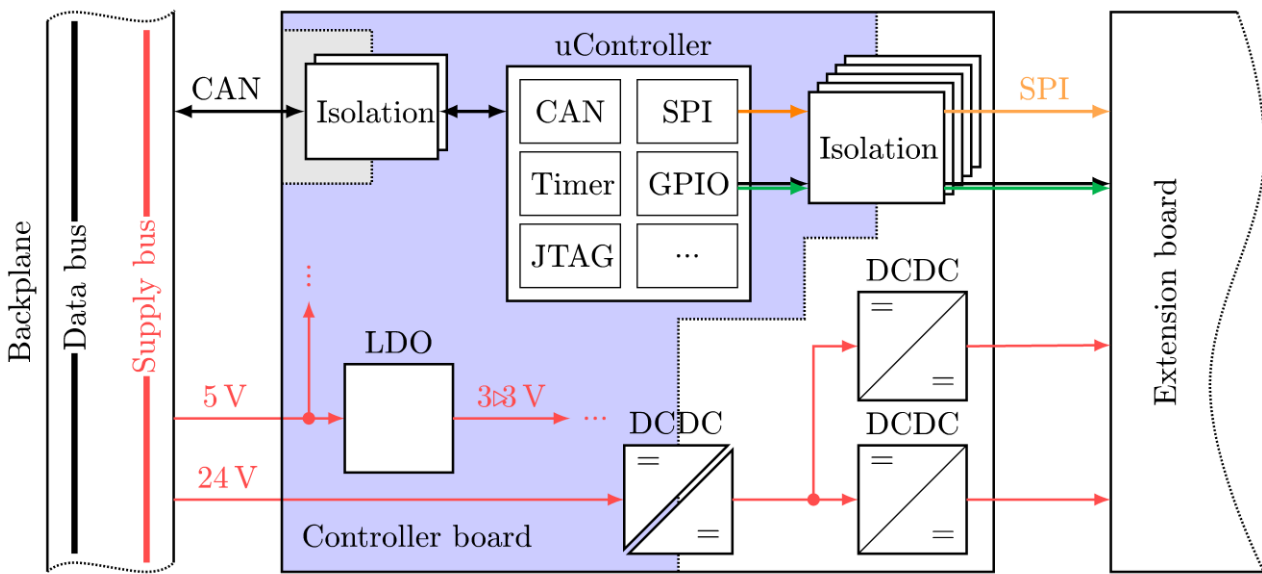 Backplane
Data bus
Supply bus
CAN
Isolation
uController
CAN
SPI
Timer
GPIO
JTAG
...
Isolation
SPI
Extension board
...
LDO
5 V
3▹3 V
...
24 V
DCDC
=
=
DCDC
=
=
DCDC
=
=
Controller board